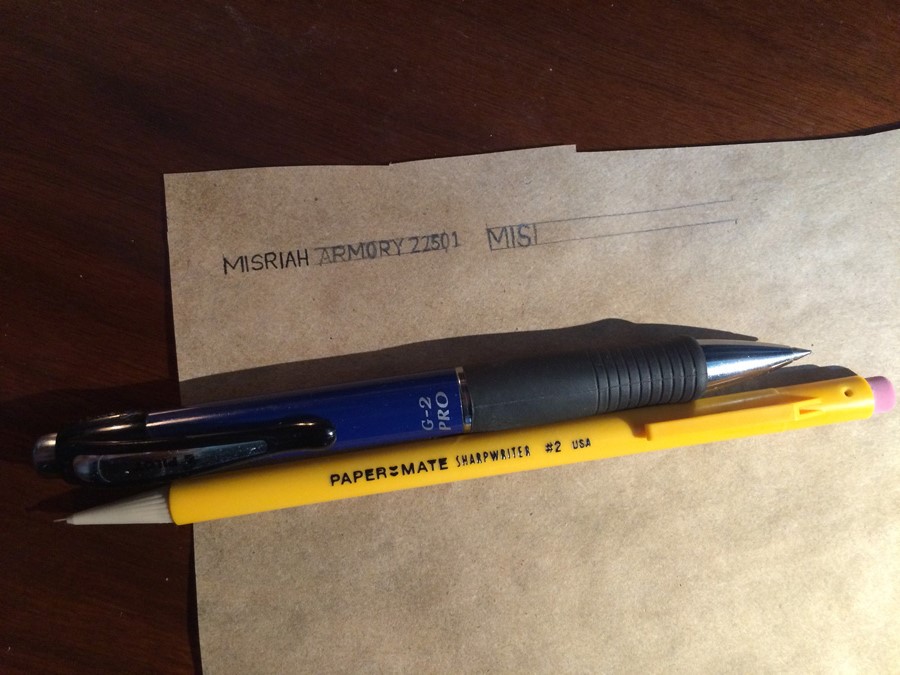 MISRIAH ARMORY 22501 MISI
G-2
PRO
PAPER MATE SHARPWRITER #2 USA